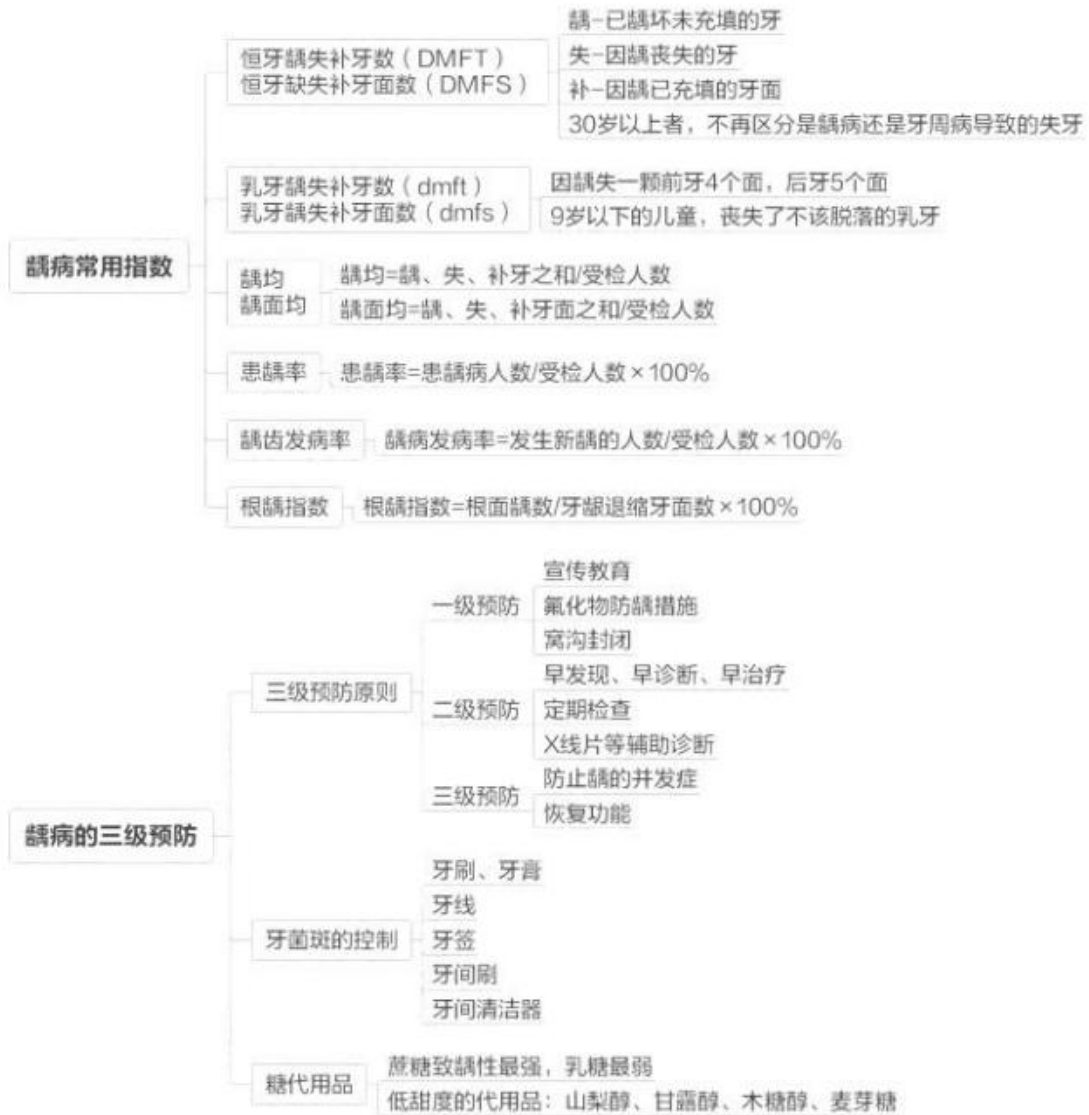 龋病常用指数
恒牙龋失补牙数（DMFT）
恒牙缺失补牙面数（DMFS）
龋-已龋坏未充填的牙
失-因龋丧失的牙
补-因龋已充填的牙面
30岁以上者，不再区分是龋病还是牙周病导致的失牙
乳牙龋失补牙数（dmft）
乳牙龋失补牙面数（dmfs）
因龋失一颗前牙4个面，后牙5个面
9岁以下的儿童，丧失了不该脱落的乳牙
龋均
龋面均
龋均=龋、失、补牙之和/受检人数
龋面均=龋、失、补牙面之和/受检人数
患龋率
患龋率=患龋病人数/受检人数×100%
龋齿发病率
龋病发病率=发生新龋的人数/受检人数×100%
根龋指数
根龋指数=根面龋数/牙龈退缩牙面数×100%
龋病的三级预防
三级预防原则
一级预防
宣传教育
氟化物防龋措施
窝沟封闭
二级预防
早发现、早诊断、早治疗
定期检查
X线片等辅助诊断
三级预防
防止龋的并发症
恢复功能
牙菌斑的控制
牙刷、牙膏
牙线
牙签
牙间刷
牙间清洁器
糖代用品
蔗糖致龋性最强，乳糖最弱
低甜度的代用品：山梨醇、甘露醇、木糖醇、麦芽糖